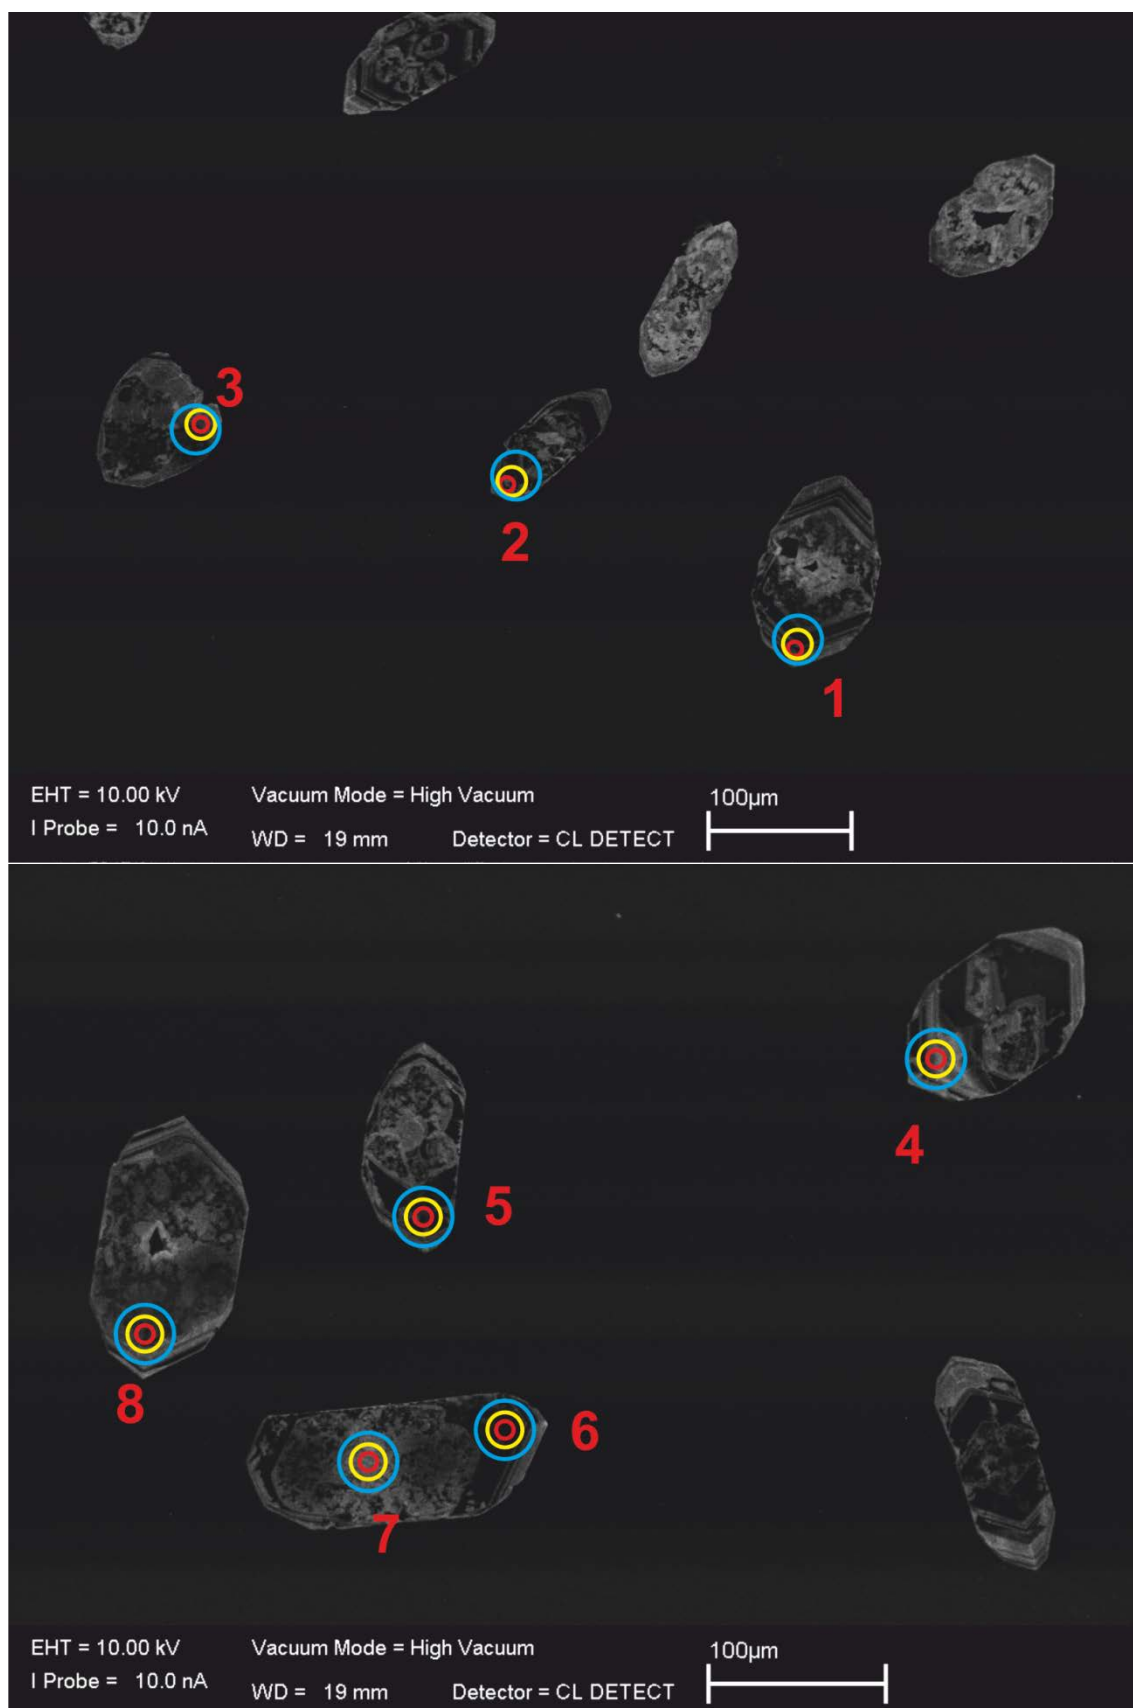 3
2
1
EHT = 10.00 kV Vacuum Mode = High Vacuum 100µm
I Probe = 10.0 nA WD = 19 mm Detector = CL DETECT
4
5
8
6
7
EHT = 10.00 kV Vacuum Mode = High Vacuum 100µm
I Probe = 10.0 nA WD = 19 mm Detector = CL DETECT